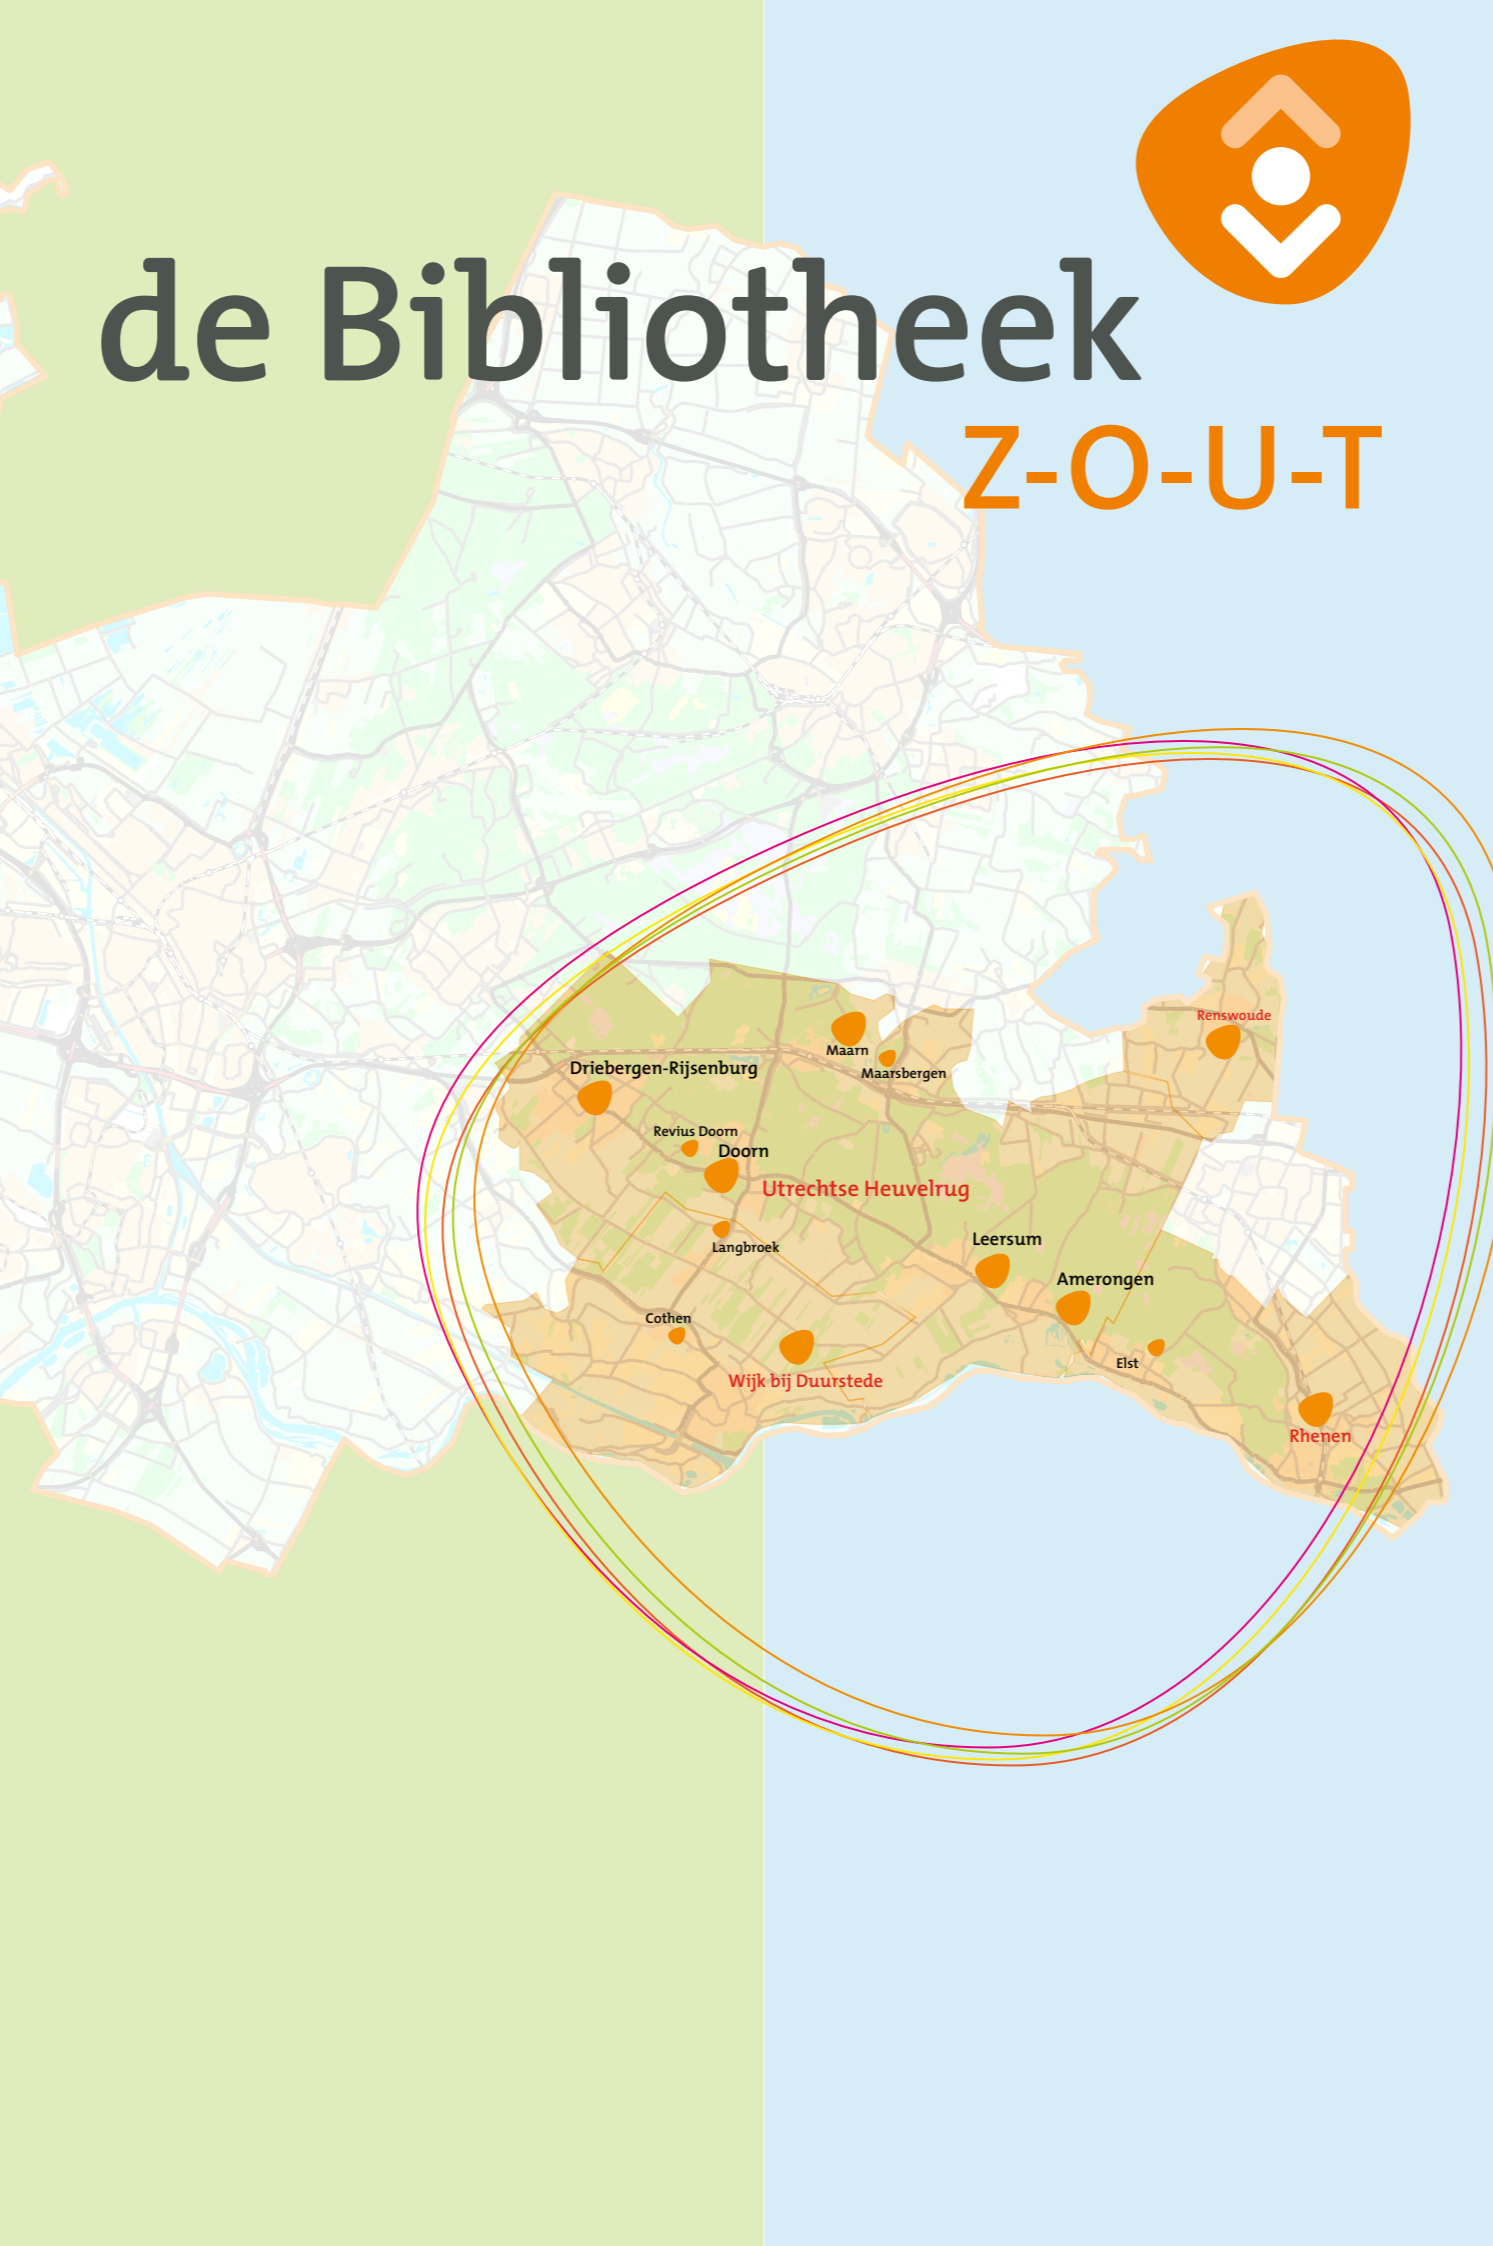 de Bibliotheek
Z-O-U-T
Renswoude
Maarn
Maarsbergen
Driebergen-Rijsenburg
Revius Doorn
Doorn
Utrechtse Heuvelrug
Langbroek
Leersum
Amerongen
Cothen
Elst
Wijk bij Duurstede
Rhenen